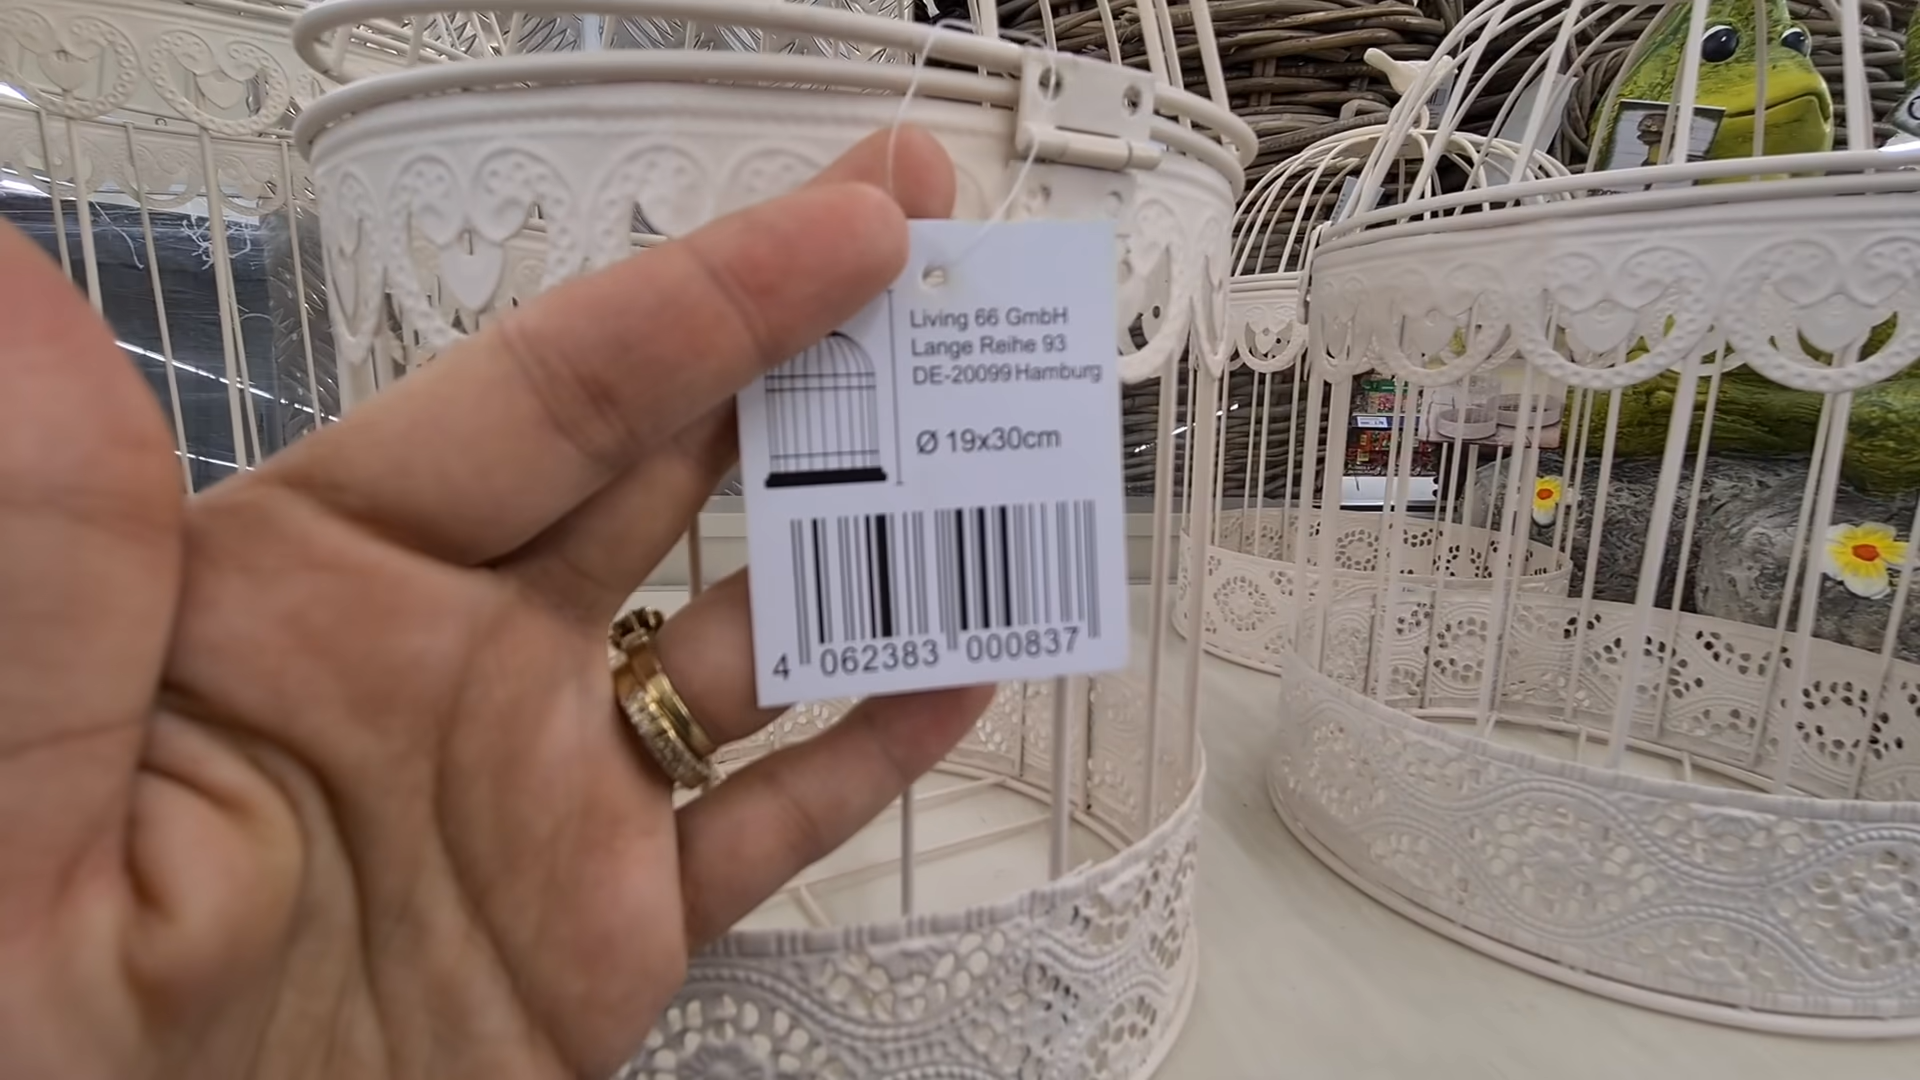 Living 66 GmbH
Lange Reihe 93
DE-20099 Hamburg
Ø 19x30cm
4 062383 000837